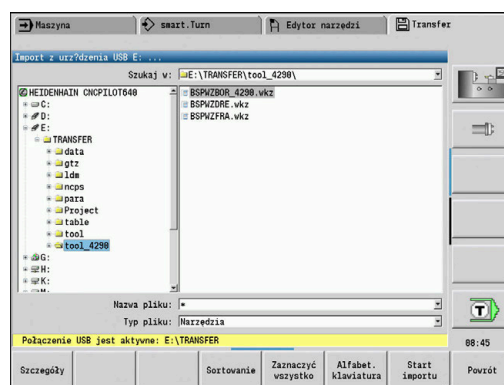 Maszyna
smart.Turn
Edytor narzędzi
Transfer
Import z urz?dzenia USB E: ...
Szukaj w: E:\TRANSFER\tool_4290\
HEIDENHAIN CNCPILOT640
C:
D:
E:
TRANSFER
data
gtz
ldm
ncps
para
Project
table
tool
tool_4290
G:
H:
K:
M:
BSPWZBOR_4290.wkz
BSPWZDRE.wkz
BSPWZFRA.wkz
Nazwa pliku: *
Typ pliku: Narzędzia
Połączenie USB jest aktywne: E:\TRANSFER
T
08:45
Szczegóły
Sortowanie
Zaznaczyć wszystko
Alfabet. klawiatura
Start importu
Powrót